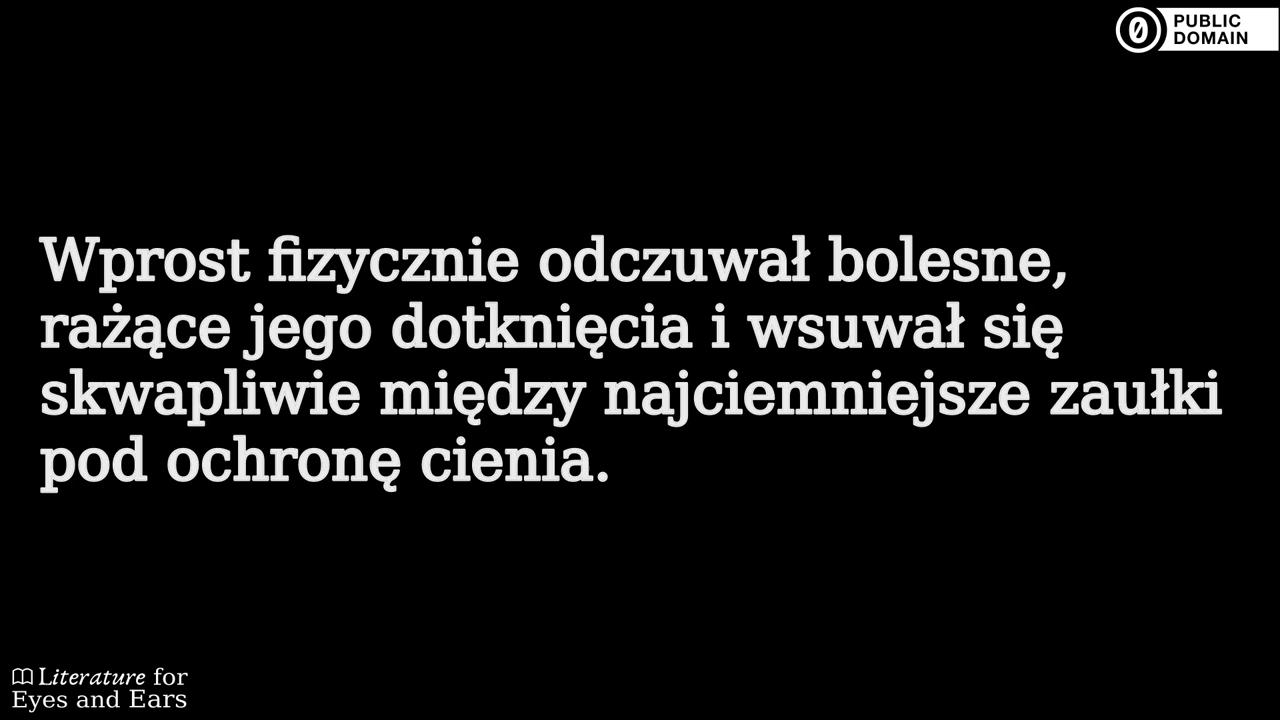 PUBLIC
DOMAIN
Wprost fizycznie odczuwał bolesne,
rażące jego dotknięcia i wsuwał się
skwapliwie między najciemniejsze zaułki
pod ochronę cienia.
Literature for
Eyes and Ears